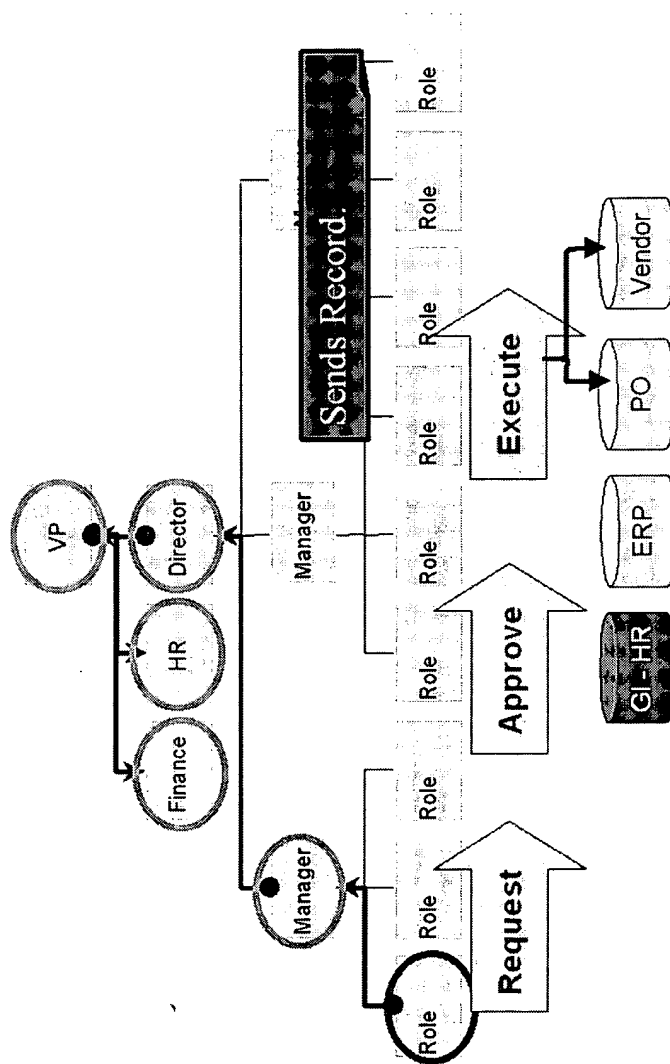 VP
Finance
HR
Director
Manager
Manager
Sends Record.
Role
Role
Role
Role
Role
Role
Role
Role
Role
Request
Approve
Execute
GI - HR
ERP
PO
Vendor